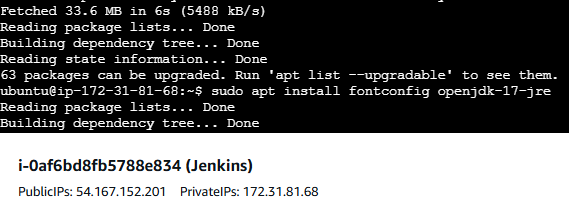 Fetched 33.6 MB in 6s (5488 kB/s)
Reading package lists... Done
Building dependency tree... Done
Reading state information... Done
63 packages can be upgraded. Run 'apt list --upgradable' to see them.
ubuntu@ip-172-31-81-68:~$ sudo apt install fontconfig openjdk-17-jre
Reading package lists... Done
Building dependency tree... Done
i-0af6bd8fb5788e834 (Jenkins)
PublicIPs: 54.167.152.201 PrivateIPs: 172.31.81.68